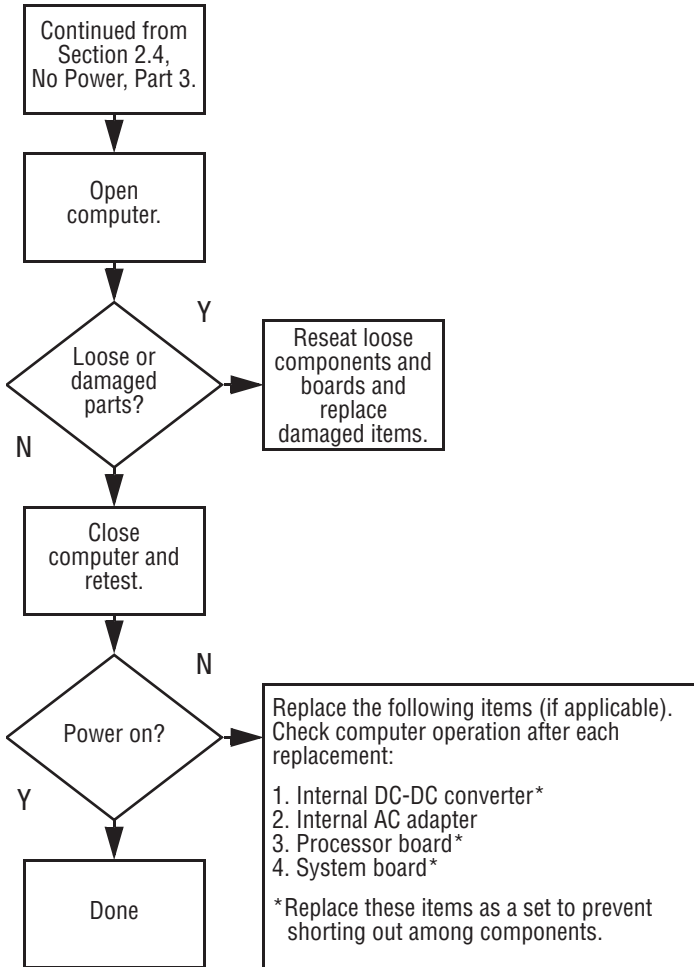 Continued from
Section 2.4,
No Power, Part 3.
Open
computer.
Y
Loose or
damaged
parts?
Reseat loose
components and
boards and
replace
damaged items.
N
Close
computer and
retest.
N
Power on?
Replace the following items (if applicable).
Check computer operation after each
replacement:
1. Internal DC-DC converter*
2. Internal AC adapter
3. Processor board*
4. System board*
*Replace these items as a set to prevent
shorting out among components.
Y
Done